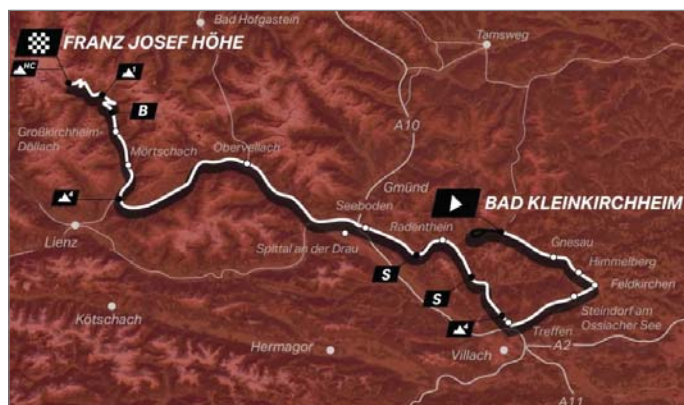 Bad Hofgastein
Tamsweg
FRANZ JOSEF HÖHE
HC
1
B
A10
Großkirchheim-
Döllach
Mörtschach
Obervellach
Gmünd
BAD KLEINKIRCHHEIM
4
Seeboden
Radenthein
Gnesau
Lienz
Spittal an der Drau
Himmelberg
S
Feldkirchen
S
Steindorf am
Ossiacher See
Kötschach
4
Treffen
A2
Hermagor
Villach
A11